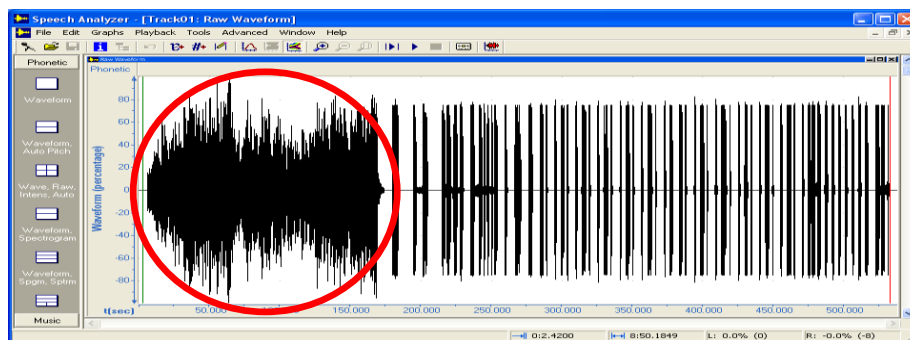 Speech Analyzer - [Track01: Raw Waveform]
File Edit Graphs Playback Tools Advanced Window Help
Phonetic
Raw Waveform
Phonetic
Waveform
Waveform,
Auto Pitch
Wave, Raw,
Intens, Auto
Waveform,
Spectrogram
Waveform,
Spgm, Sptrm
Music
Waveform (percentage)
80
60
40
20
0
-20
-40
-60
-80
t(sec) 50.000 100.000 150.000 200.000 250.000 300.000 350.000 400.000 450.000 500.000
0:2.4200 8:50.1849 L: 0.0% (0) R: -0.0% (-8)